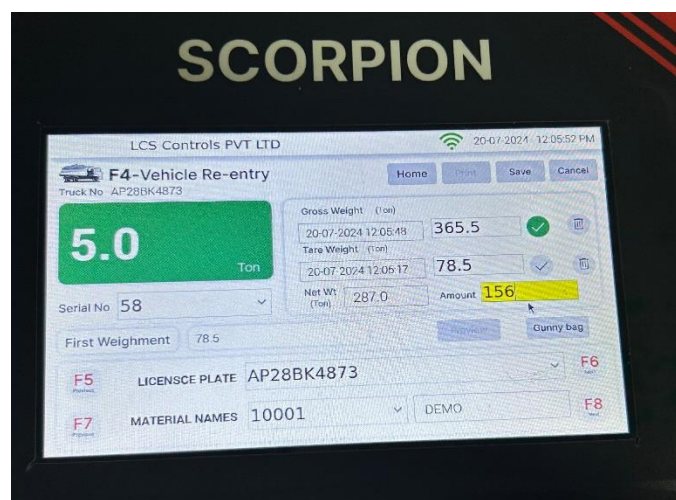 SCORPION
LCS Controls PVT LTD 20-07-2024 12:05:52 PM
F4-Vehicle Re-entry Home Print Save Cancel
Truck No AP28BK4873
Gross Weight (Ton)
20-07-2024 12:05:48 365.5
5.0 Ton
Tare Weight (Ton)
20-07-2024 12:05:17 78.5
Net Wt (Ton) 287.0 Amount 156
Serial No 58
First Weighment 78.5 Preview Gunny bag
F5 LICENSCE PLATE AP28BK4873 F6
F7 MATERIAL NAMES 10001 DEMO F8